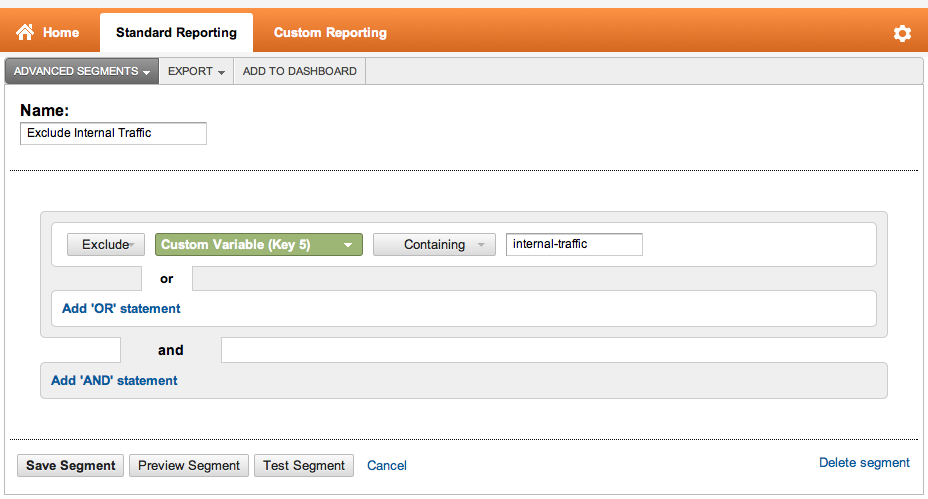 Home Standard Reporting Custom Reporting
ADVANCED SEGMENTS EXPORT ADD TO DASHBOARD
Name:
Exclude Internal Traffic
Exclude Custom Variable (Key 5) Containing internal-traffic
or
Add 'OR' statement
and
Add 'AND' statement
Save Segment Preview Segment Test Segment Cancel Delete segment